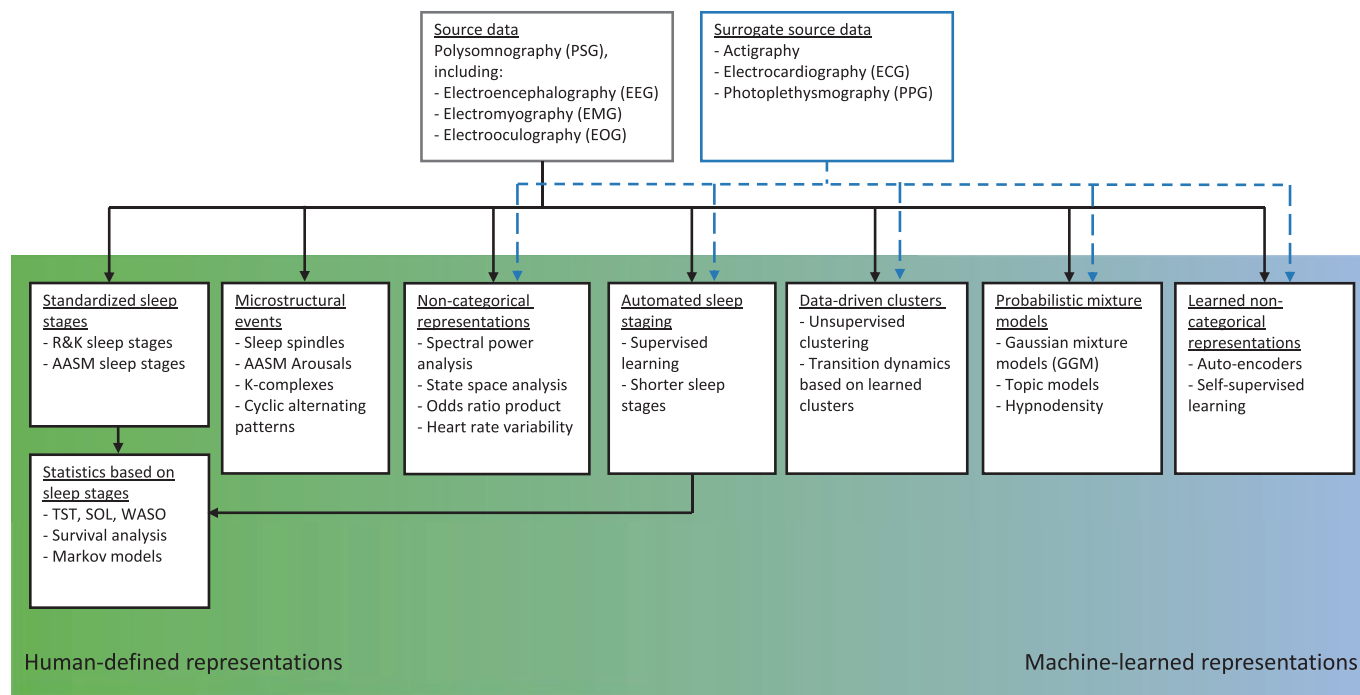 Source data
Polysomnography (PSG),
including:
- Electroencephalography (EEG)
- Electromyography (EMG)
- Electrooculography (EOG)
Surrogate source data
- Actigraphy
- Electrocardiography (ECG)
- Photoplethysmography (PPG)
Standardized sleep
stages
- R&K sleep stages
- AASM sleep stages
Microstructural
events
- Sleep spindles
- AASM Arousals
- K-complexes
- Cyclic alternating
patterns
Non-categorical
representations
- Spectral power
analysis
- State space analysis
- Odds ratio product
- Heart rate variability
Automated sleep
staging
- Supervised
learning
- Shorter sleep
stages
Data-driven clusters
- Unsupervised
clustering
- Transition dynamics
based on learned
clusters
Probabilistic mixture
models
- Gaussian mixture
models (GGM)
- Topic models
- Hypnodensity
Learned non-
categorical
representations
- Auto-encoders
- Self-supervised
learning
Statistics based on
sleep stages
- TST, SOL, WASO
- Survival analysis
- Markov models
Human-defined representations
Machine-learned representations